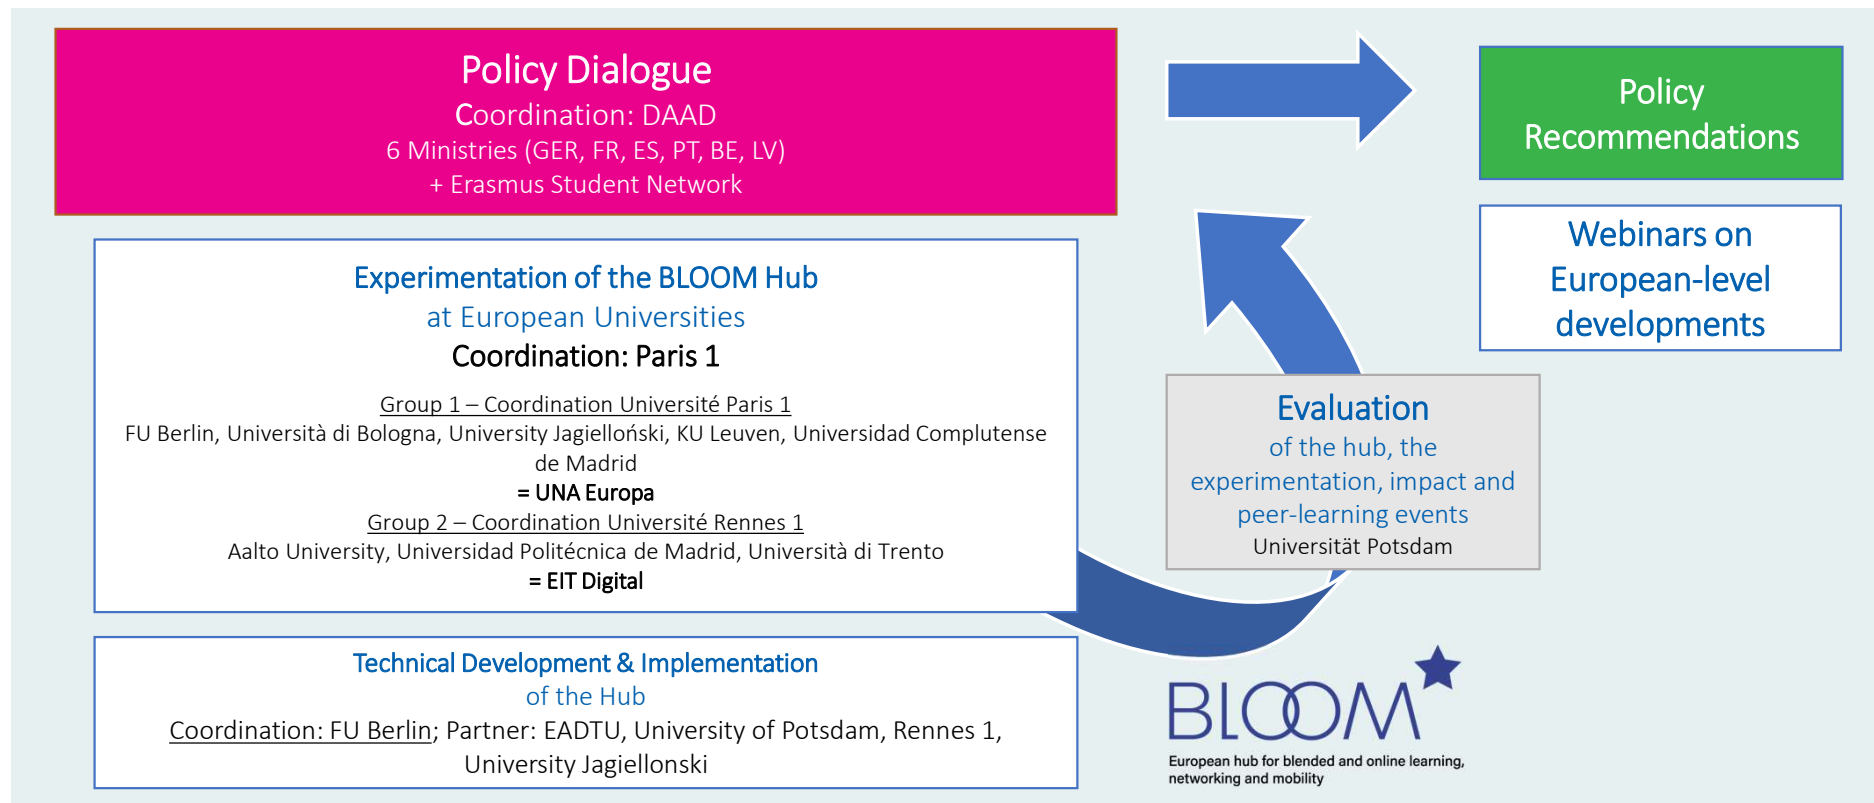 Policy Dialogue
Coordination: DAAD
6 Ministries (GER, FR, ES, PT, BE, LV)
+ Erasmus Student Network
Policy
Recommendations
Experimentation of the BLOOM Hub
at European Universities
Coordination: Paris 1
Group 1 – Coordination Université Paris 1
FU Berlin, Università di Bologna, University Jagielloński, KU Leuven, Universidad Complutense
de Madrid
= UNA Europa
Group 2 – Coordination Université Rennes 1
Aalto University, Universidad Politécnica de Madrid, Università di Trento
= EIT Digital
Webinars on
European-level
developments
Evaluation
of the hub, the
experimentation, impact and
peer-learning events
Universität Potsdam
Technical Development & Implementation
of the Hub
Coordination: FU Berlin; Partner: EADTU, University of Potsdam, Rennes 1,
University Jagiellonski
BLOOM
European hub for blended and online learning,
networking and mobility